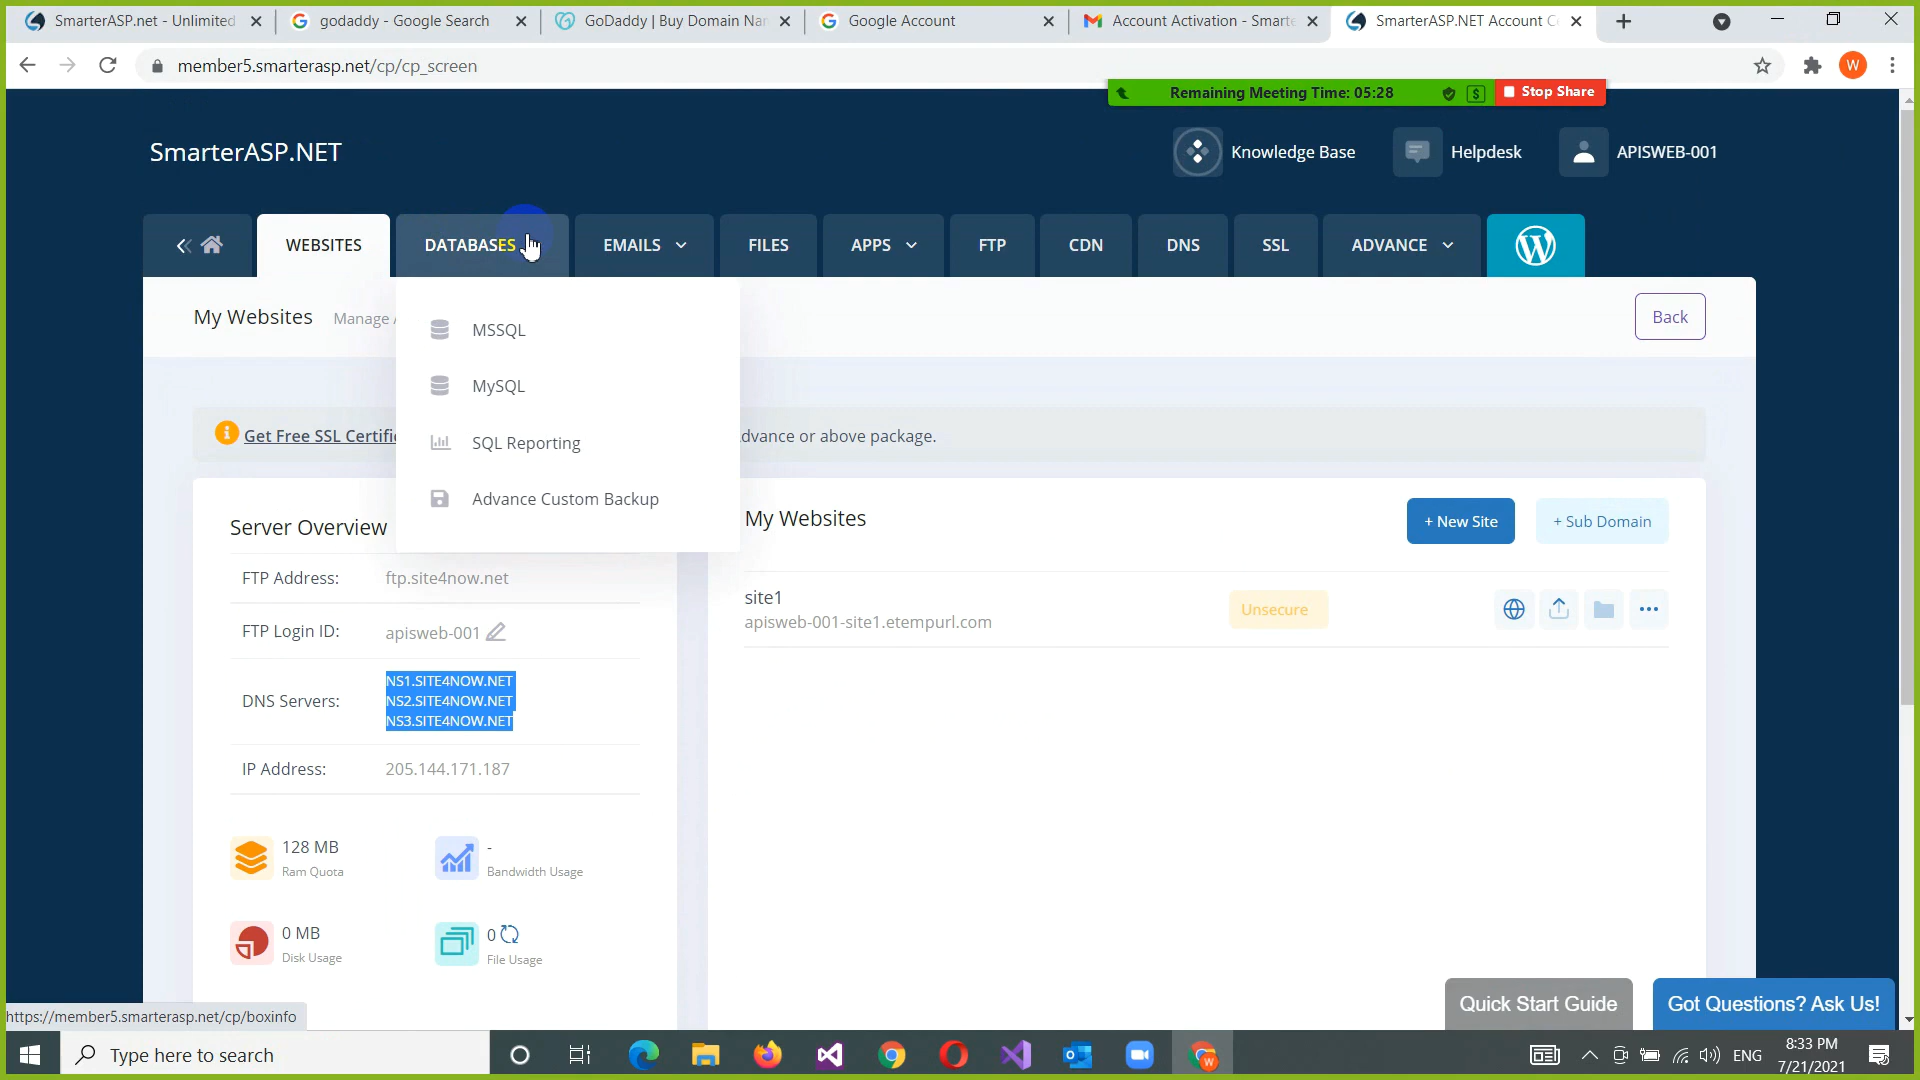 SmarterASP.net - Unlimited
godaddy - Google Search
GoDaddy | Buy Domain Nar
Google Account
Account Activation - Smarte
SmarterASP.NET Account Ce
member5.smarterasp.net/cp/cp_screen
W
Remaining Meeting Time: 05:28
Stop Share
SmarterASP.NET
Knowledge Base
Helpdesk
APISWEB-001
WEBSITES
DATABASES
EMAILS
FILES
APPS
FTP
CDN
DNS
SSL
ADVANCE
My Websites
Manage
Back
MSSQL
MySQL
SQL Reporting
Advance Custom Backup
Get Free SSL Certific
dvance or above package.
Server Overview
FTP Address: ftp.site4now.net
FTP Login ID: apisweb-001
DNS Servers:
NS1.SITE4NOW.NET
NS2.SITE4NOW.NET
NS3.SITE4NOW.NET
IP Address: 205.144.171.187
128 MB
Ram Quota
-
Bandwidth Usage
0 MB
Disk Usage
0
File Usage
My Websites
+ New Site
+ Sub Domain
site1
apisweb-001-site1.etempurl.com
Unsecure
Quick Start Guide
Got Questions? Ask Us!
https://member5.smarterasp.net/cp/boxinfo
Type here to search
ENG
8:33 PM
7/21/2021